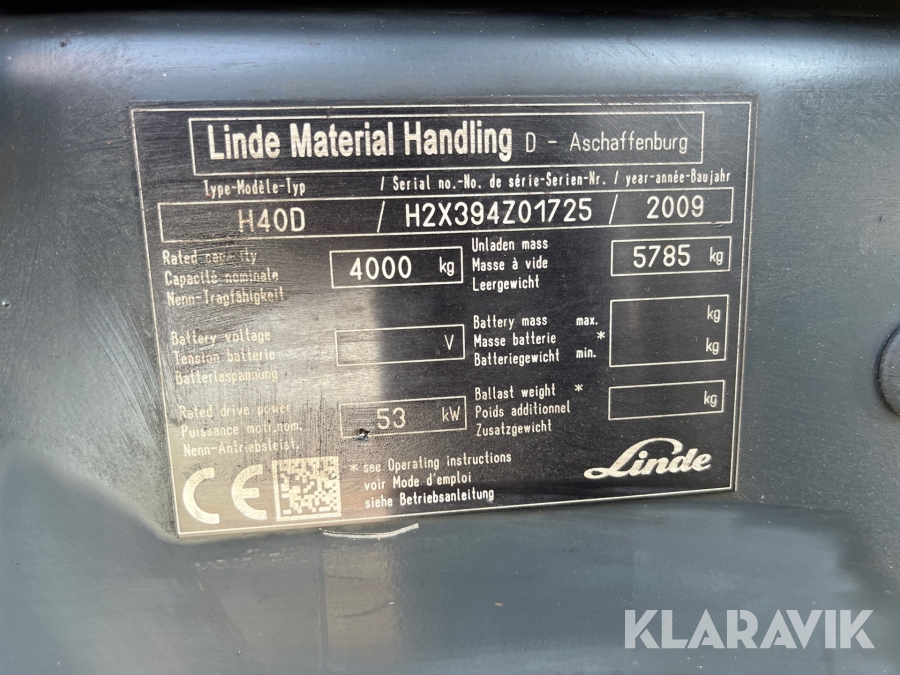 Linde Material Handling D - Aschaffenburg
Type-Modèle-Typ / Serial no.-No. de série-Serien-Nr. / year-année-Baujahr
H40D / H2X394Z01725 / 2009
Rated capacity
Capacité nominale
Nenn-Tragfähigkeit
4000 kg
Unladen mass
Masse à vide
Leergewicht
5785 kg
Battery voltage
Tension batterie-
Batteriespannung
V
Battery mass max.
Masse batterie *
Batteriegewicht min.
kg
kg
Rated drive power
Puissance mot.nom.
Nenn-Antriebsleist.
53 kW
Ballast weight *
Poids additionnel
Zusatzgewicht
kg
* see Operating instructions
voir Mode d'emploi
siehe Betriebsanleitung
CE
Linde
KLARAVIK